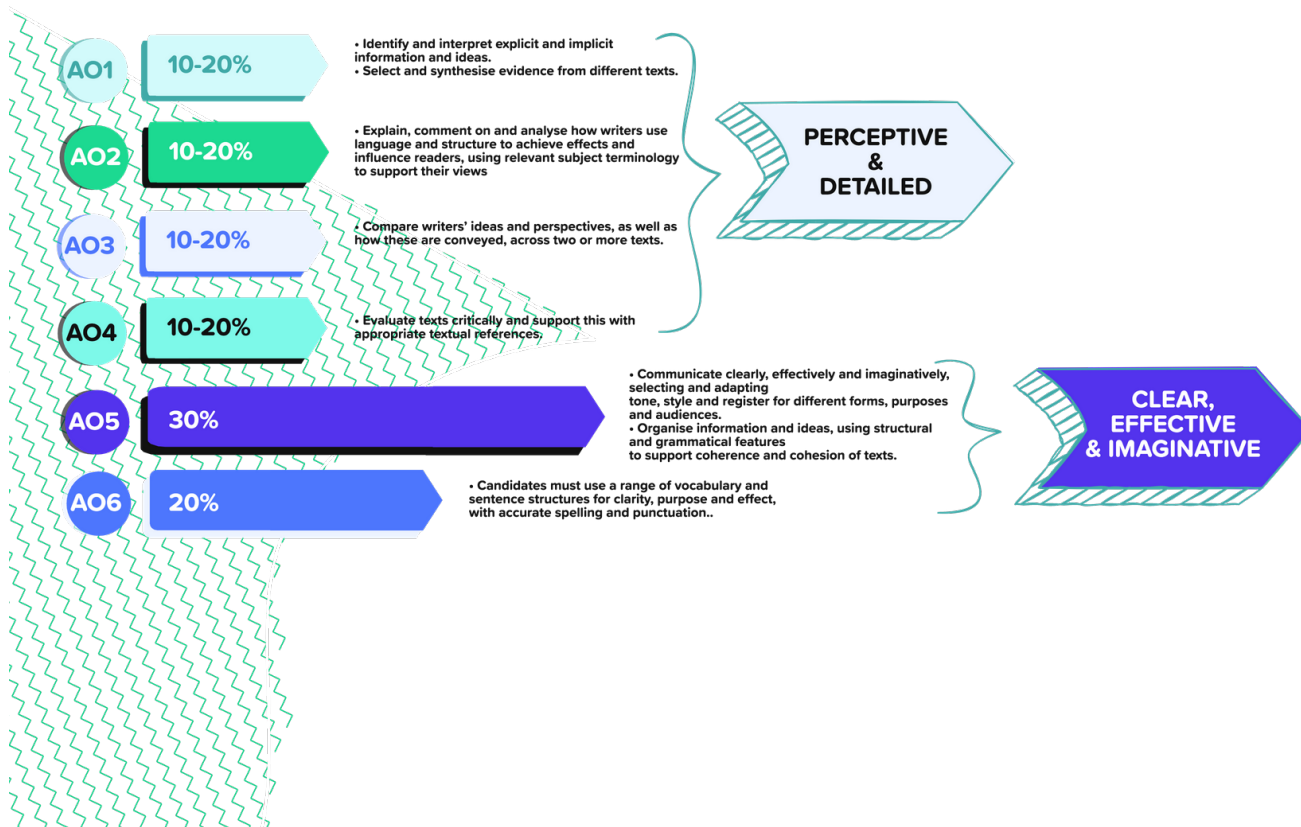 AO1
10-20%
• Identify and interpret explicit and implicit
information and ideas.
• Select and synthesise evidence from different texts.
AO2
10-20%
• Explain, comment on and analyse how writers use
language and structure to achieve effects and
influence readers, using relevant subject terminology
to support their views
PERCEPTIVE
&
DETAILED
AO3
10-20%
• Compare writers' ideas and perspectives, as well as
how these are conveyed, across two or more texts.
AO4
10-20%
• Evaluate texts critically and support this with
appropriate textual references.
AO5
30%
• Communicate clearly, effectively and imaginatively,
selecting and adapting
tone, style and register for different forms, purposes
and audiences.
• Organise information and ideas, using structural
and grammatical features
to support coherence and cohesion of texts.
CLEAR,
EFFECTIVE
& IMAGINATIVE
AO6
20%
• Candidates must use a range of vocabulary and
sentence structures for clarity, purpose and effect,
with accurate spelling and punctuation..